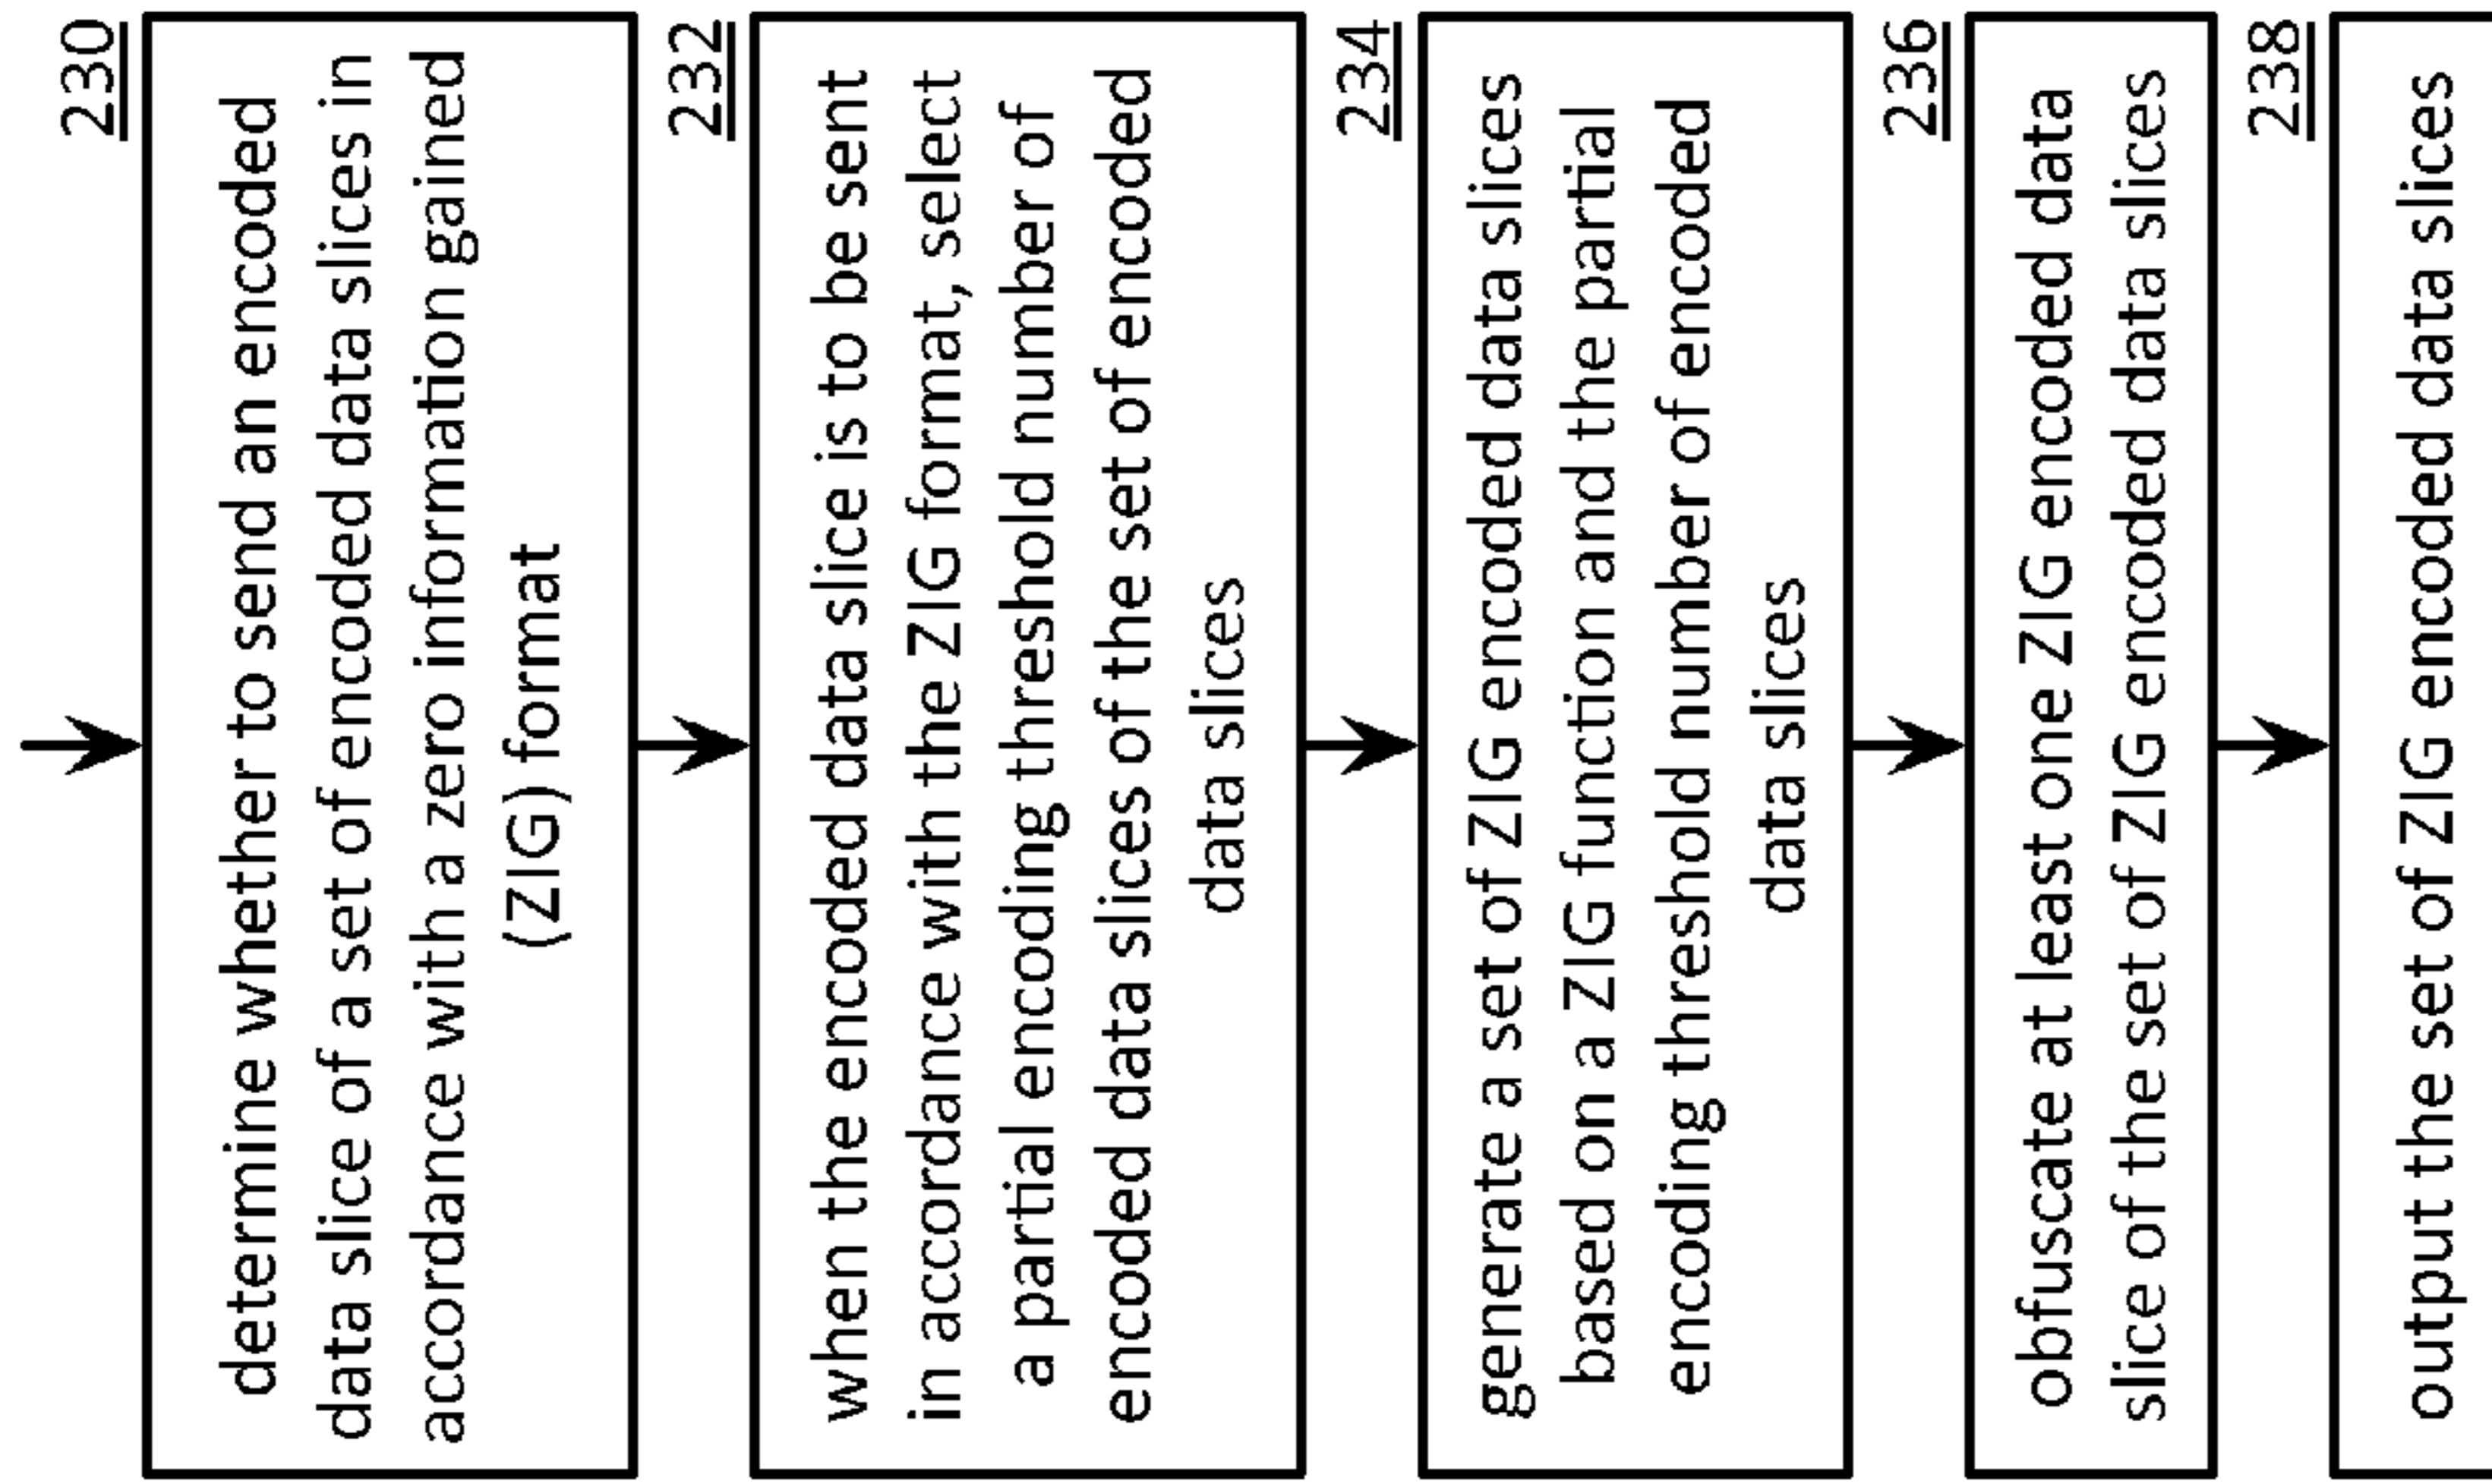 230
determine whether to send an encoded
data slice of a set of encoded data slices in
accordance with a zero information gained
(ZIG) format
232
when the encoded data slice is to be sent
in accordance with the ZIG format, select
a partial encoding threshold number of
encoded data slices of the set of encoded
data slices
234
generate a set of ZIG encoded data slices
based on a ZIG function and the partial
encoding threshold number of encoded
data slices
236
obfuscate at least one ZIG encoded data
slice of the set of ZIG encoded data slices
238
output the set of ZIG encoded data slices